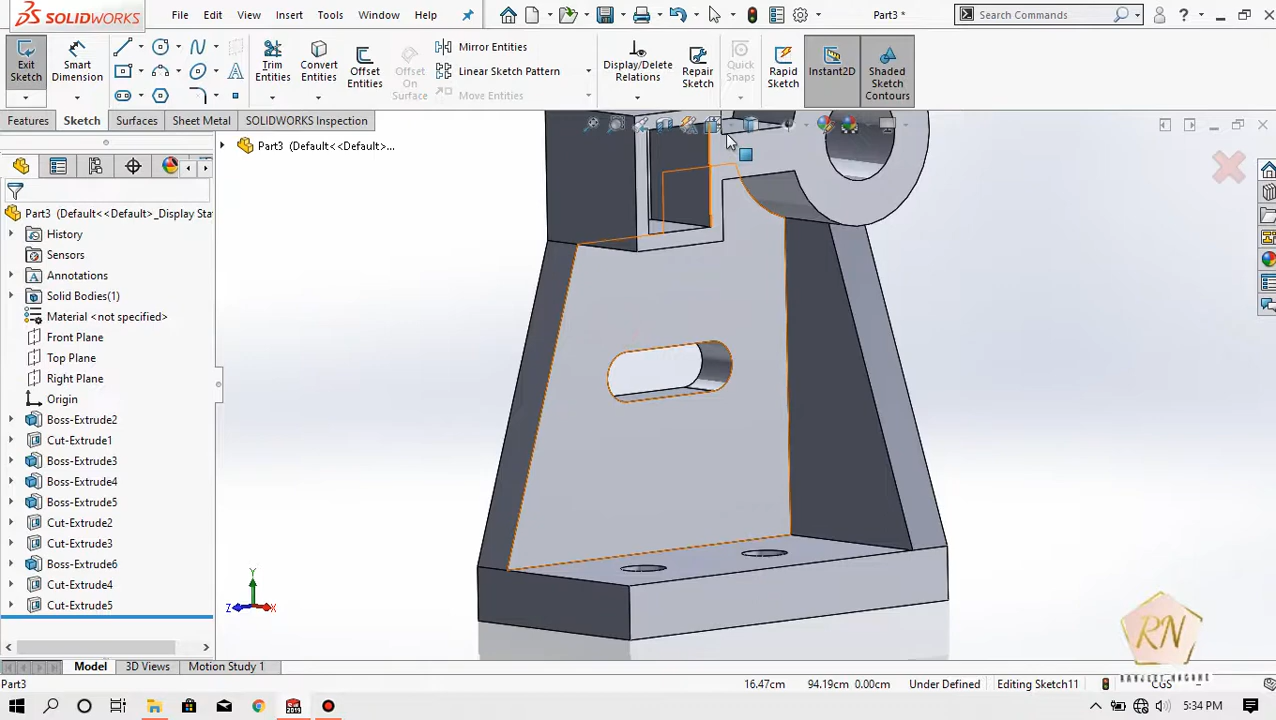 SOLIDWORKS
File Edit View Insert Tools Window Help
Part3 *
Search Commands
Exit Sketch
Smart Dimension
Trim Entities
Convert Entities
Offset Entities
Offset On Surface
Mirror Entities
Linear Sketch Pattern
Move Entities
Display/Delete Relations
Repair Sketch
Quick Snaps
Rapid Sketch
Instant2D
Shaded Sketch Contours
Features Sketch Surfaces Sheet Metal SOLIDWORKS Inspection
Part3 (Default<<Default>...
Part3 (Default<<Default>_Display Sta
History
Sensors
Annotations
Solid Bodies(1)
Material <not specified>
Front Plane
Top Plane
Right Plane
Origin
Boss-Extrude2
Cut-Extrude1
Boss-Extrude3
Boss-Extrude4
Boss-Extrude5
Cut-Extrude2
Cut-Extrude3
Boss-Extrude6
Cut-Extrude4
Cut-Extrude5
Y
Z X
RN
Model 3D Views Motion Study 1
Part3 16.47cm 94.19cm 0.00cm Under Defined Editing Sketch11 CGS
5:34 PM